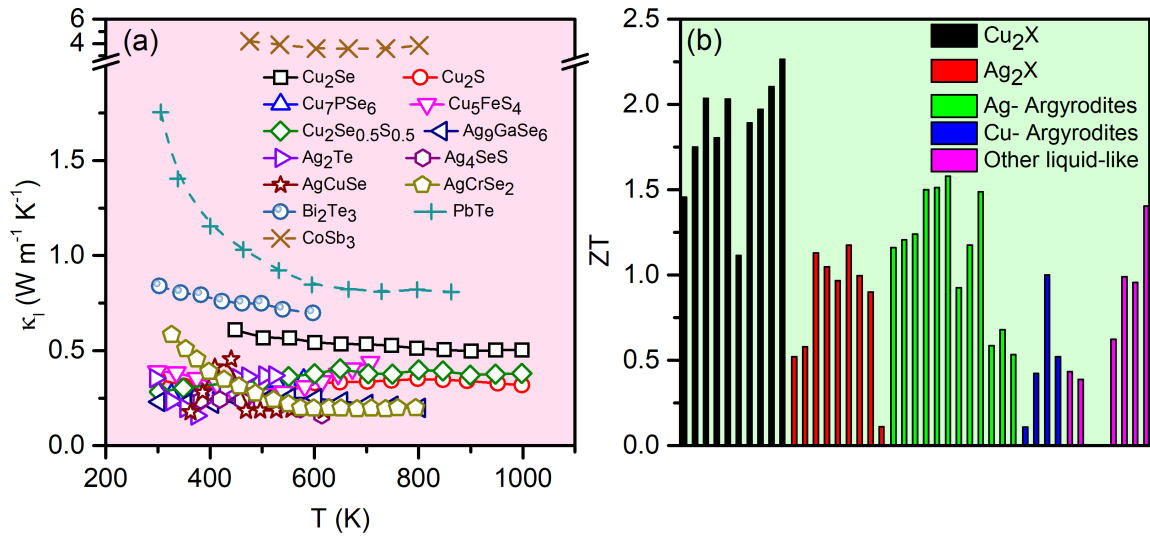 (a)
6
4
1.5
1.0
0.5
0.0
κl (W m-1 K-1)
Cu2Se
Cu2S
Cu7PSe6
Cu5FeS4
Cu2Se0.5S0.5
Ag9GaSe6
Ag2Te
Ag4SeS
AgCuSe
AgCrSe2
Bi2Te3
PbTe
CoSb3
200
400
600
800
1000
T (K)
(b)
2.5
2.0
1.5
1.0
0.5
0.0
ZT
Cu2X
Ag2X
Ag- Argyrodites
Cu- Argyrodites
Other liquid-like